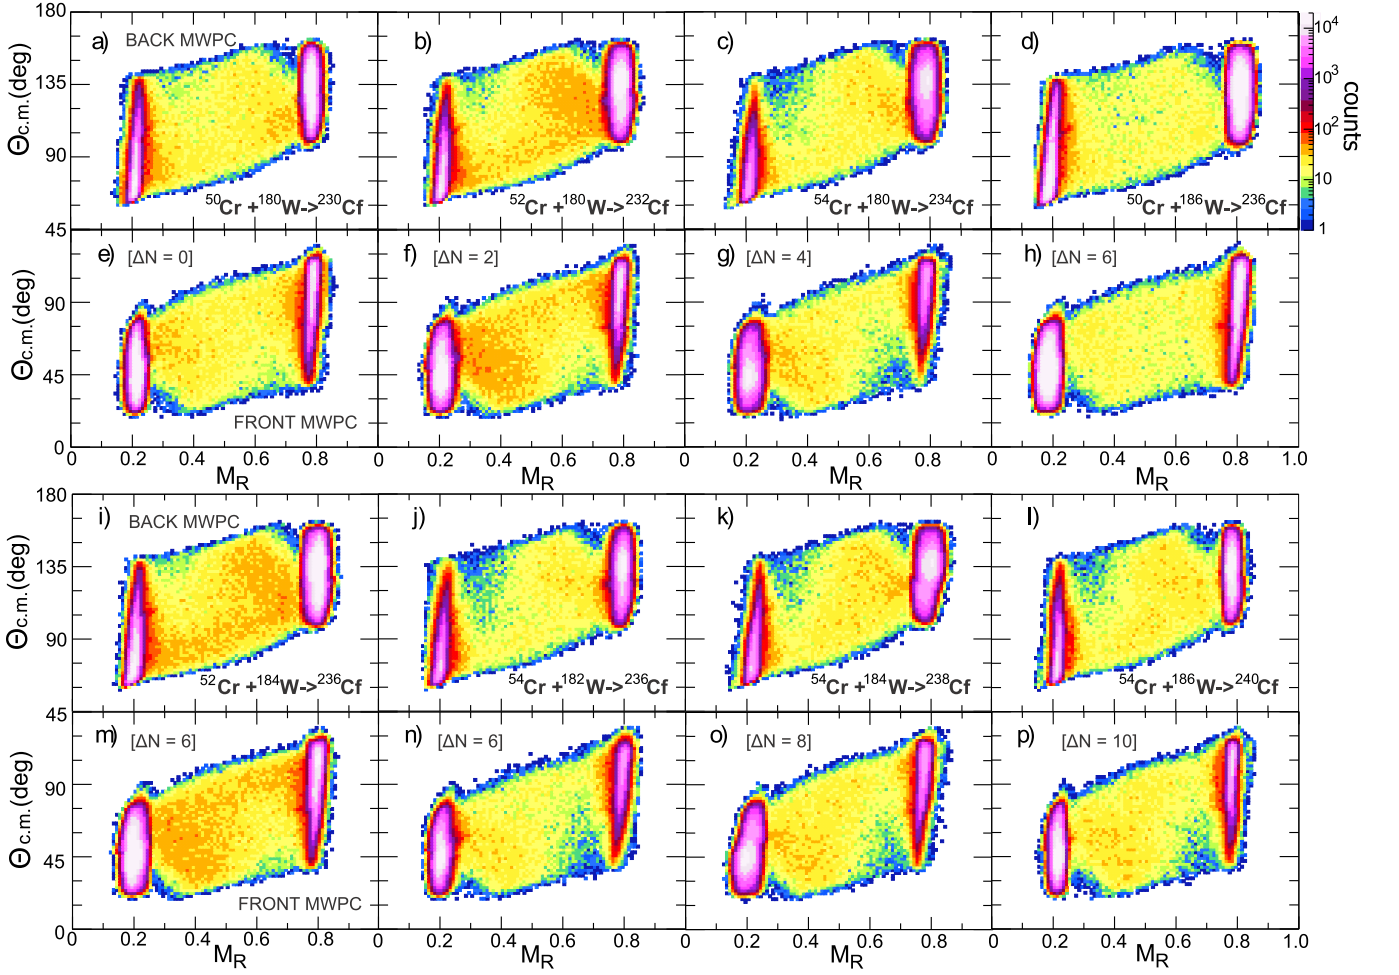 180
135
90
45
Θc.m.(deg)
a) BACK MWPC
b)
c)
d)
⁵⁰Cr +¹⁸⁰W->²³⁰Cf
⁵²Cr +¹⁸⁰W->²³²Cf
⁵⁴Cr +¹⁸⁰W->²³⁴Cf
⁵⁰Cr +¹⁸⁶W->²³⁶Cf
10⁴
10³
10²
10
1
counts
e) [ΔN = 0]
f) [ΔN = 2]
g) [ΔN = 4]
h) [ΔN = 6]
90
45
0
Θc.m.(deg)
FRONT MWPC
0 0.2 0.4 0.6 0.8 0 0.2 0.4 0.6 0.8 0 0.2 0.4 0.6 0.8 0 0.2 0.4 0.6 0.8 1.0
MR MR MR MR
180
135
90
45
Θc.m.(deg)
i) BACK MWPC
j)
k)
l)
⁵²Cr +¹⁸⁴W->²³⁶Cf
⁵⁴Cr +¹⁸²W->²³⁶Cf
⁵⁴Cr +¹⁸⁴W->²³⁸Cf
⁵⁴Cr +¹⁸⁶W->²⁴⁰Cf
m) [ΔN = 6]
n) [ΔN = 6]
o) [ΔN = 8]
p) [ΔN = 10]
90
45
0
Θc.m.(deg)
FRONT MWPC
0 0.2 0.4 0.6 0.8 0 0.2 0.4 0.6 0.8 0 0.2 0.4 0.6 0.8 0 0.2 0.4 0.6 0.8 1.0
MR MR MR MR